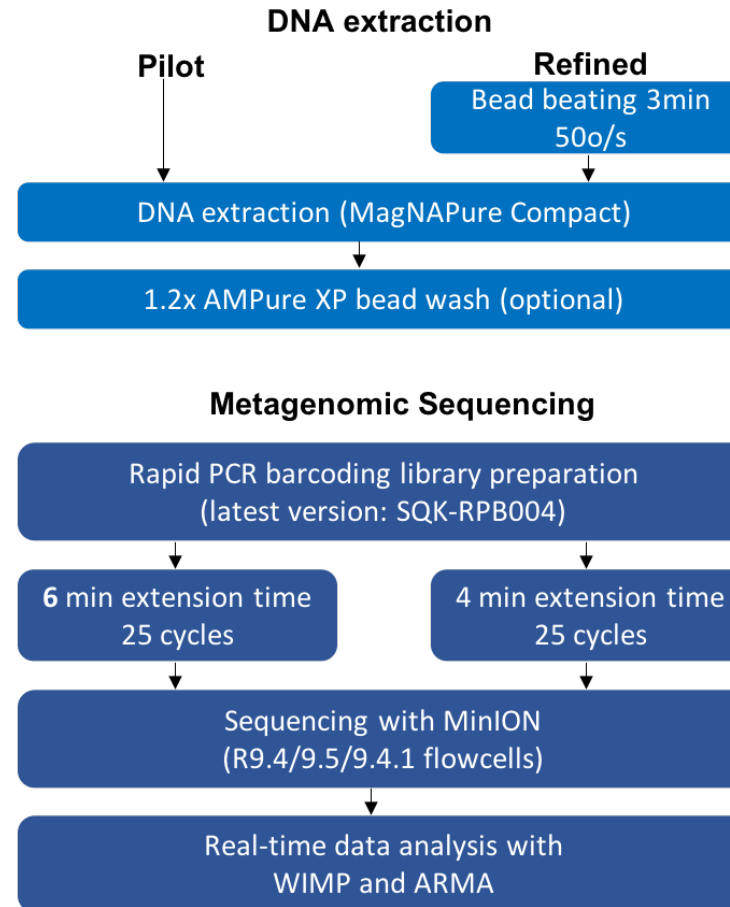 DNA extraction
Pilot
Refined
Bead beating 3min
50o/s
DNA extraction (MagNAPure Compact)
1.2x AMPure XP bead wash (optional)
Metagenomic Sequencing
Rapid PCR barcoding library preparation
(latest version: SQK-RPB004)
6 min extension time
25 cycles
4 min extension time
25 cycles
Sequencing with MinION
(R9.4/9.5/9.4.1 flowcells)
Real-time data analysis with
WIMP and ARMA